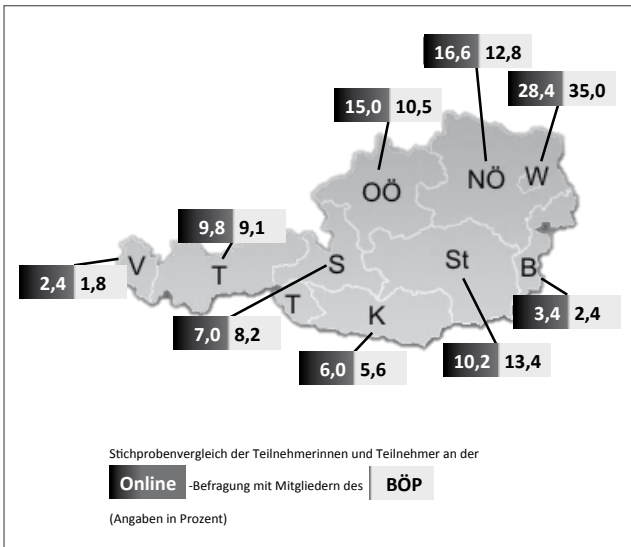 16,6 12,8
28,4 35,0
15,0 10,5
NÖ W
OÖ
9,8 9,1
V T S St B
2,4 1,8
T K
3,4 2,4
7,0 8,2
10,2 13,4
6,0 5,6
Stichprobenvergleich der Teilnehmerinnen und Teilnehmer an der
Online -Befragung mit Mitgliedern des BÖP
(Angaben in Prozent)